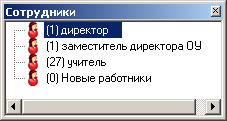 Сотрудники
(1) директор
(1) заместитель директора ОУ
(27) учитель
(0) Новые работники